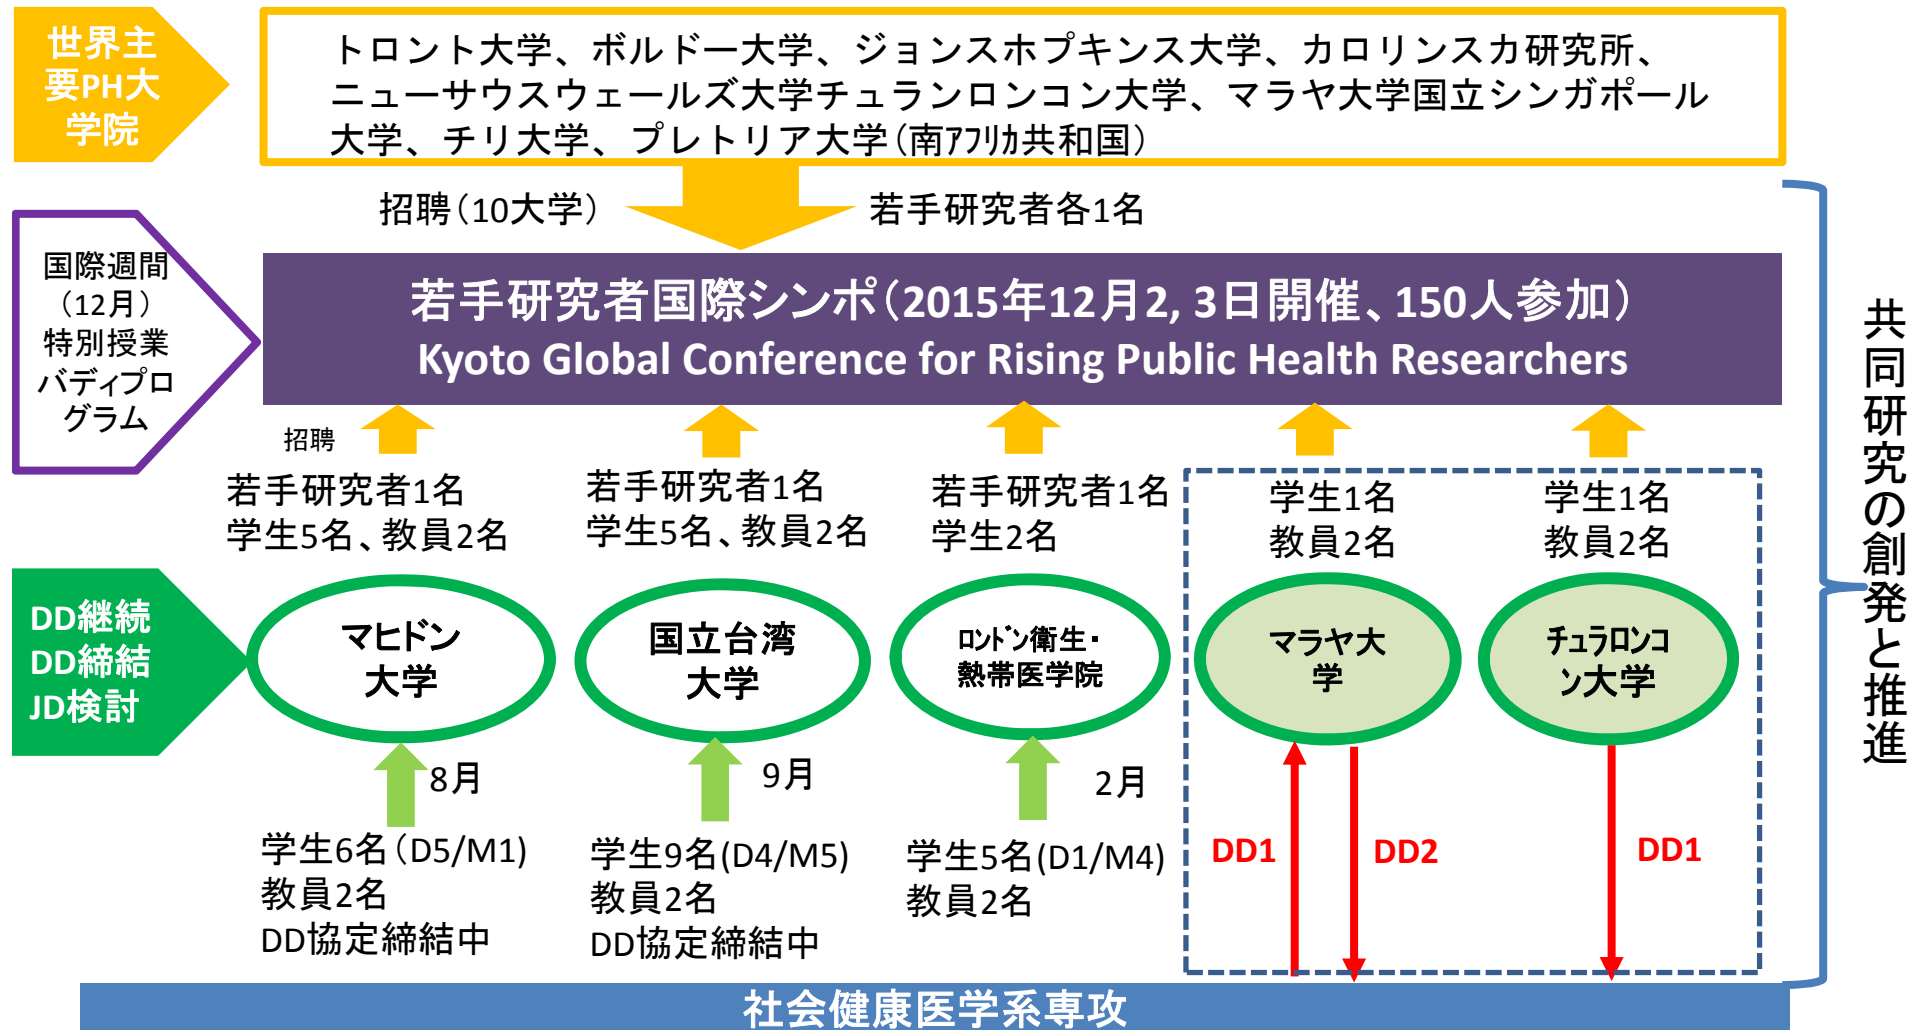 世界主
要PH大
学院
トロント大学、ボルドー大学、ジョンスホプキンス大学、カロリンスカ研究所、
ニューサウスウェールズ大学チュランロンコン大学、マラヤ大学国立シンガポール
大学、チリ大学、プレトリア大学（南ｱﾌﾘｶ共和国）
招聘（10大学）
若手研究者各1名
国際週間
（12月）
特別授業
バディプロ
グラム
若手研究者国際シンポ（2015年12月2, 3日開催、150人参加）
Kyoto Global Conference for Rising Public Health Researchers
招聘
若手研究者1名
学生5名、教員2名
若手研究者1名
学生5名、教員2名
若手研究者1名
学生2名
学生1名
教員2名
学生1名
教員2名
DD継続
DD締結
JD検討
マヒドン
大学
国立台湾
大学
ﾛﾝﾄﾞﾝ衛生・
熱帯医学院
マラヤ大
学
ﾁｭﾗﾛﾝｺ
ﾝ大学
8月
9月
2月
学生6名（D5/M1)
教員2名
DD協定締結中
学生9名(D4/M5)
教員2名
DD協定締結中
学生5名(D1/M4)
教員2名
DD1
DD2
DD1
共同研究の創発と推進
社会健康医学系専攻